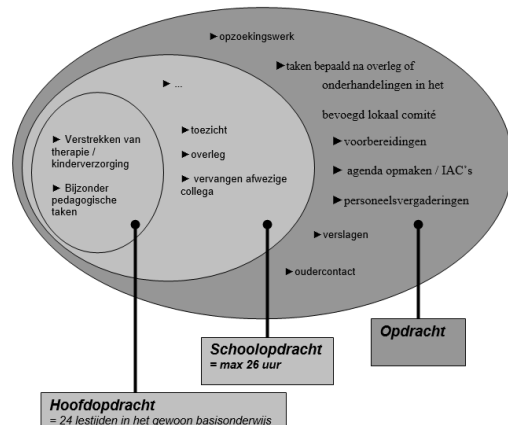 ►opzoekingswerk
►taken bepaald na overleg of
onderhandelingen in het
bevoegd lokaal comité
► ...
► Verstrekken van
therapie /
kinderverzorging
► Bijzonder
pedagogische
taken
►toezicht
►overleg
► vervangen afwezige
collega
►voorbereidingen
► agenda opmaken / IAC's
►personeelsvergaderingen
►verslagen
►oudercontact
Opdracht
Schoolopdracht
= max 26 uur
Hoofdopdracht
= 24 lestijden in het gewoon basisonderwijs